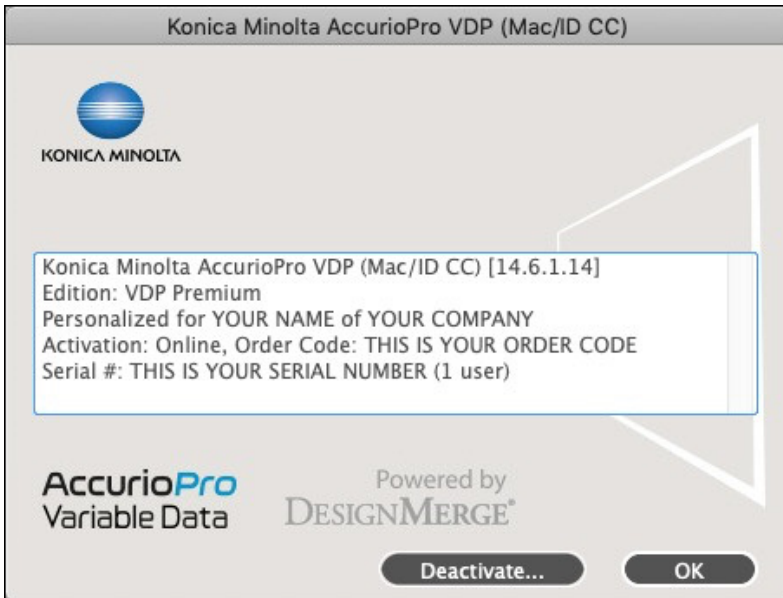 Konica Minolta AccurioPro VDP (Mac/ID CC)
KONICA MINOLTA
Konica Minolta AccurioPro VDP (Mac/ID CC) [14.6.1.14]
Edition: VDP Premium
Personalized for YOUR NAME of YOUR COMPANY
Activation: Online, Order Code: THIS IS YOUR ORDER CODE
Serial #: THIS IS YOUR SERIAL NUMBER (1 user)
AccurioPro
Variable Data
Powered by
DESIGNMERGE®
Deactivate...
OK